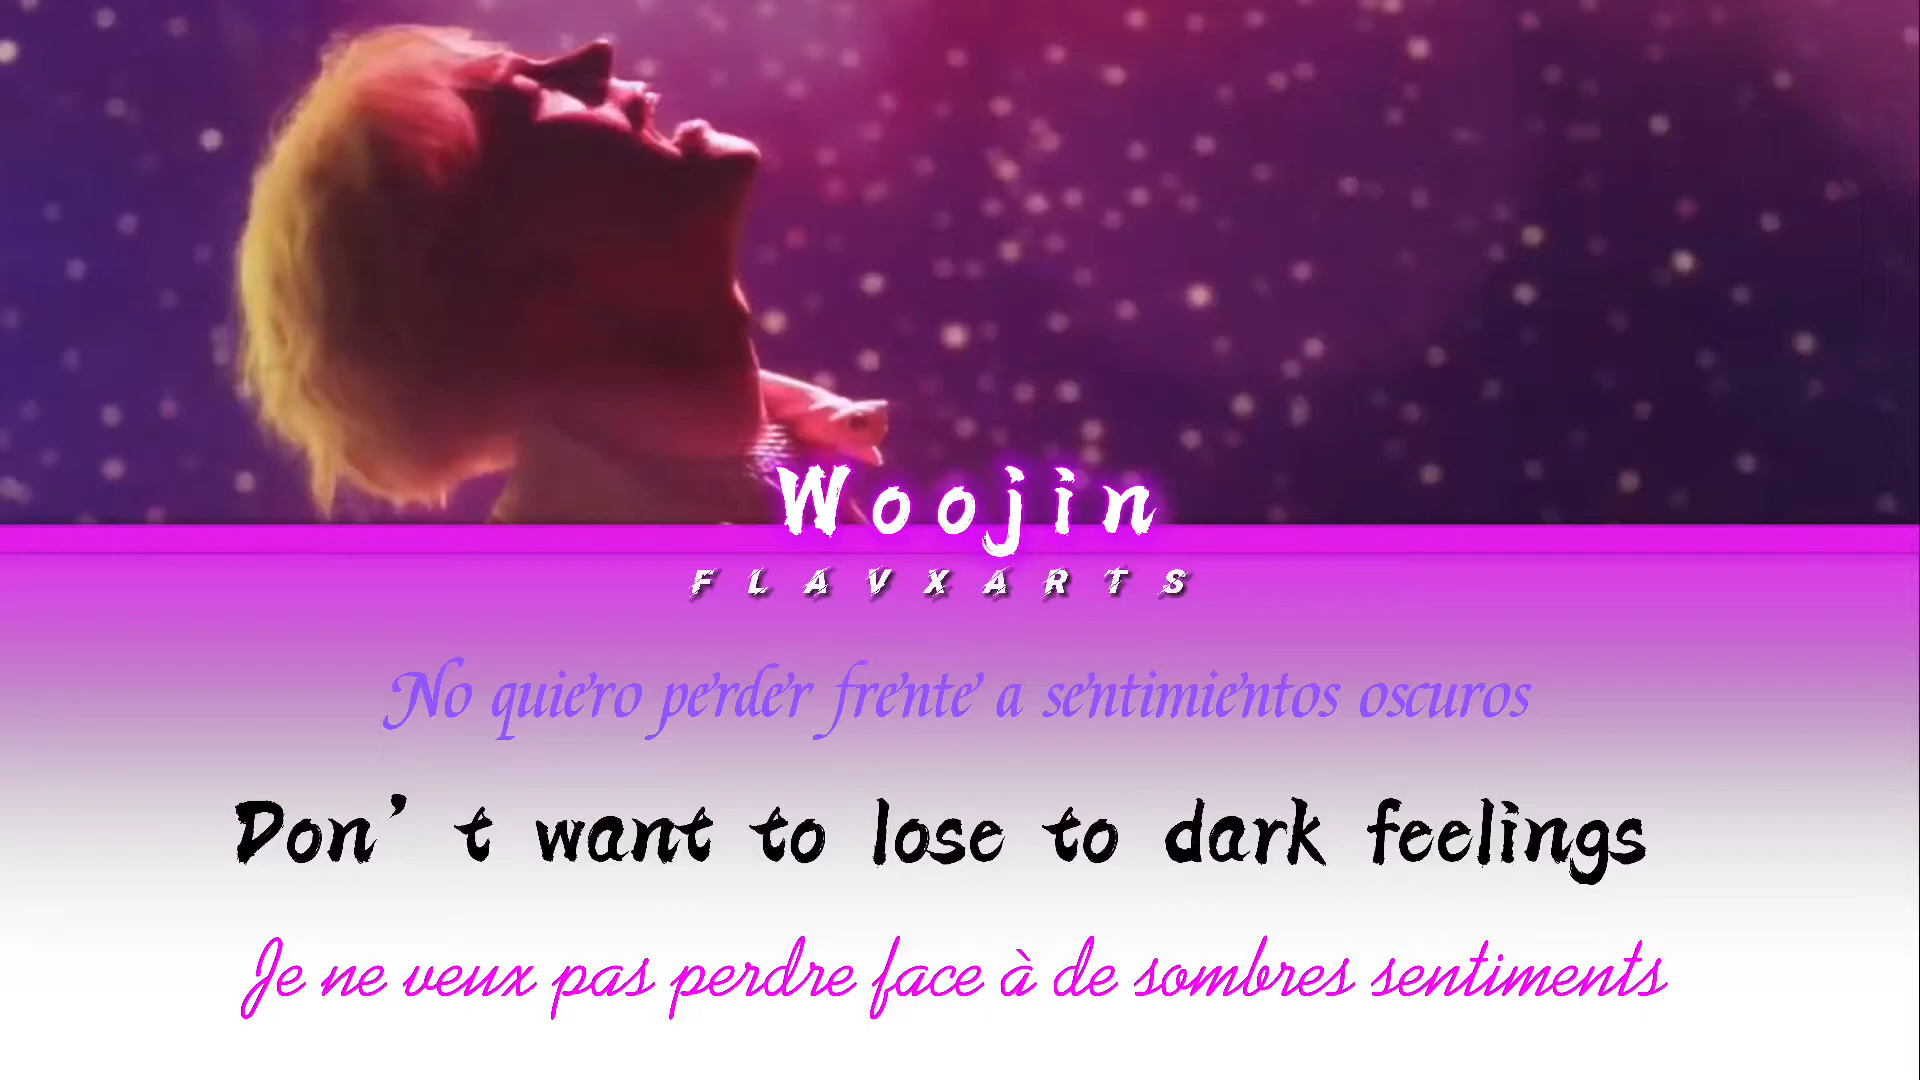 Woojin
FLAVXARTS
No quiero perder frente a sentimientos oscuros
Don't want to lose to dark feelings
Je ne veux pas perdre face à de sombres sentiments